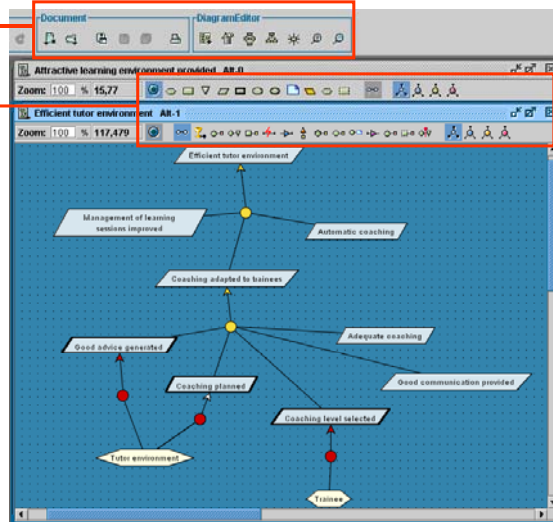 Document
DiagramEditor
Attractive learning environment provided Alt-0
Zoom: 100 % 15,77
Efficient tutor environment Alt-1
Zoom: 100 % 117,479
Efficient tutor environment
Management of learning
sessions improved
Automatic coaching
Coaching adapted to trainees
Good advice generated
Adequate coaching
Coaching planned
Good communication provided
Coaching level selected
Tutor environment
Trainee